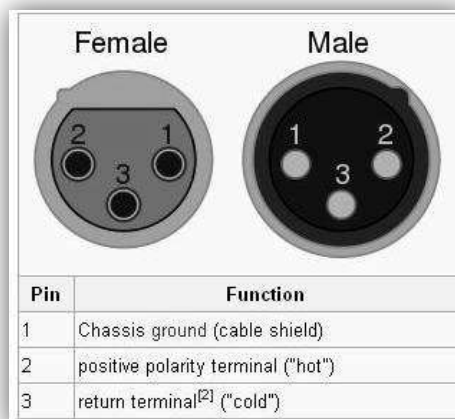 Female Male
2 1 1 2
3 3
Pin Function
1 Chassis ground (cable shield)
2 positive polarity terminal ("hot")
3 return terminal[2] ("cold")